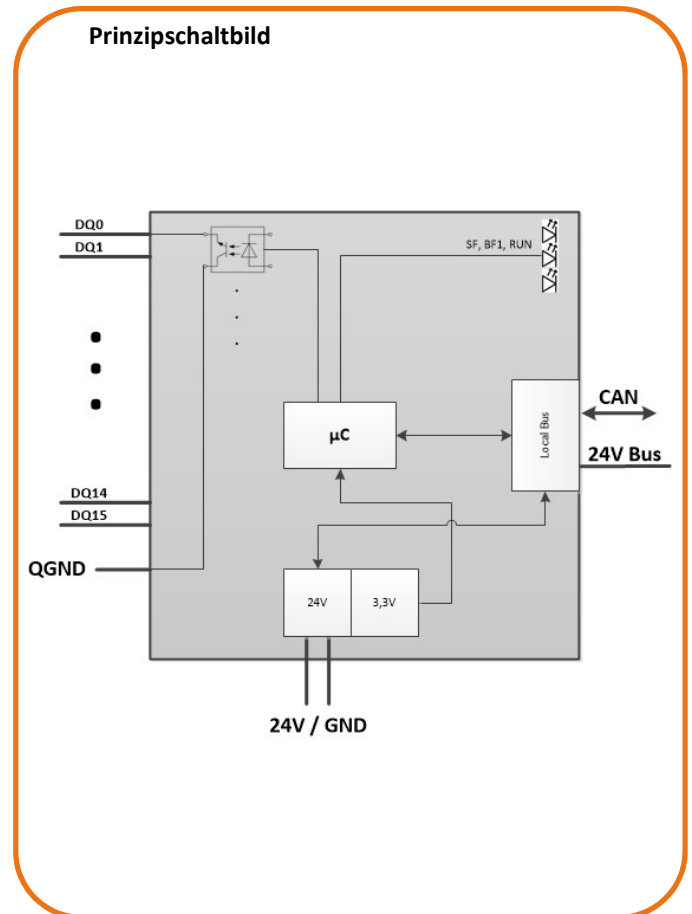 Prinzipschaltbild
DQ0
DQ1
SF, BF1, RUN
CAN
µC
Local Bus
24V Bus
DQ14
DQ15
QGND
24V
3,3V
24V / GND